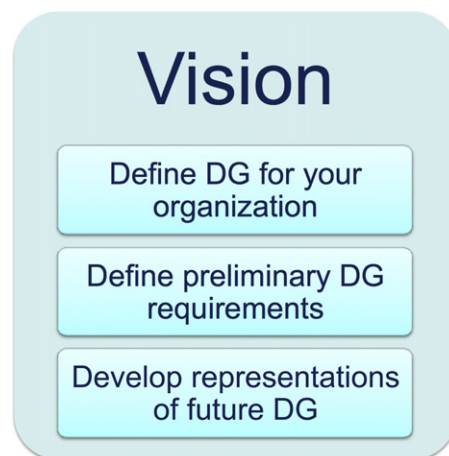 Vision
Define DG for your
organization
Define preliminary DG
requirements
Develop representations
of future DG